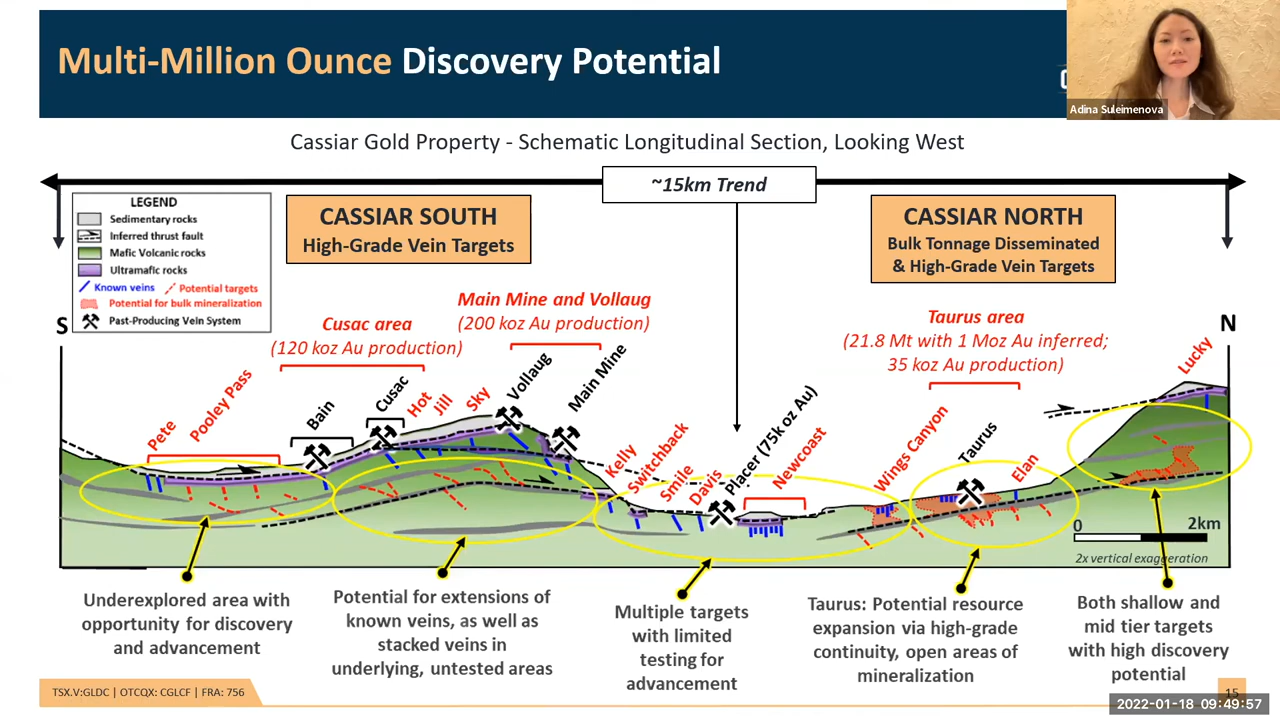 Multi-Million Ounce Discovery Potential
Adina Suleimenova
Cassiar Gold Property - Schematic Longitudinal Section, Looking West
~15km Trend
LEGEND
Sedimentary rocks
Inferred thrust fault
Mafic Volcanic rocks
Ultramafic rocks
Known veins
Potential targets
Potential for bulk mineralization
Past-Producing Vein System
CASSIAR SOUTH
High-Grade Vein Targets
CASSIAR NORTH
Bulk Tonnage Disseminated
& High-Grade Vein Targets
S
N
Cusac area
(120 koz Au production)
Main Mine and Vollaug
(200 koz Au production)
Taurus area
(21.8 Mt with 1 Moz Au inferred;
35 koz Au production)
Pete
Pooley Pass
Bain
Cusac
Hot
Jill
Sky
Vollaug
Main Mine
Kelly
Switchback
Smile
Davis
Placer (75k oz Au)
Newcoast
Wings Canyon
Taurus
Elan
Lucky
0
2km
2x vertical exaggeration
Underexplored area with
opportunity for discovery
and advancement
Potential for extensions of
known veins, as well as
stacked veins in
underlying, untested areas
Multiple targets
with limited
testing for
advancement
Taurus: Potential resource
expansion via high-grade
continuity, open areas of
mineralization
Both shallow and
mid tier targets
with high discovery
potential
TSX.V:GLDC | OTCQX: CGLCF | FRA: 756
15
2022-01-18 09:49:57